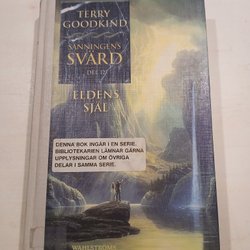 TERRY
GOODKIND
SANNINGENS
SVÄRD
DEL 12
ELDENS
SJÄL
DENNA BOK INGÅR I EN SERIE.
BIBLIOTEKARIEN LÄMNAR GÄRNA
UPPLYSNINGAR OM ÖVRIGA
DELAR I SAMMA SERIE.
WAHLSTRÖMS